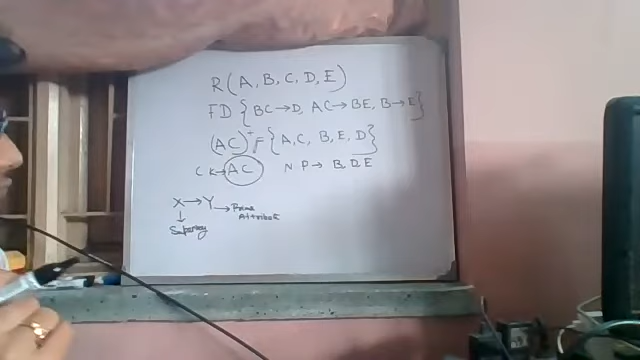 R(A, B, C, D, E)
FD {BC→D, AC→BE, B→E}
(AC)⁺ = {A, C, B, E, D}
CK→AC NP→ B, D, E
X→Y→Prime Attribute
↓
Superkey